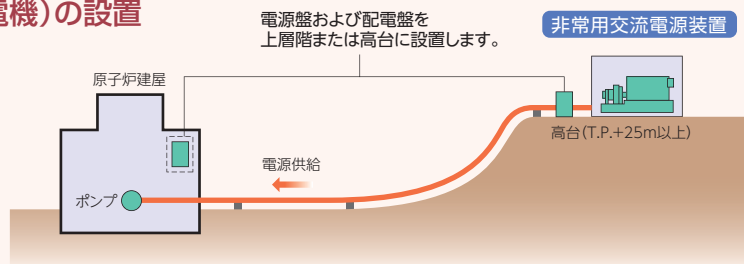 電機）の設置
電源盤および配電盤を
上層階または高台に設置します。
非常用交流電源装置
原子炉建屋
高台（T.P.+25m以上）
電源供給
ポンプ